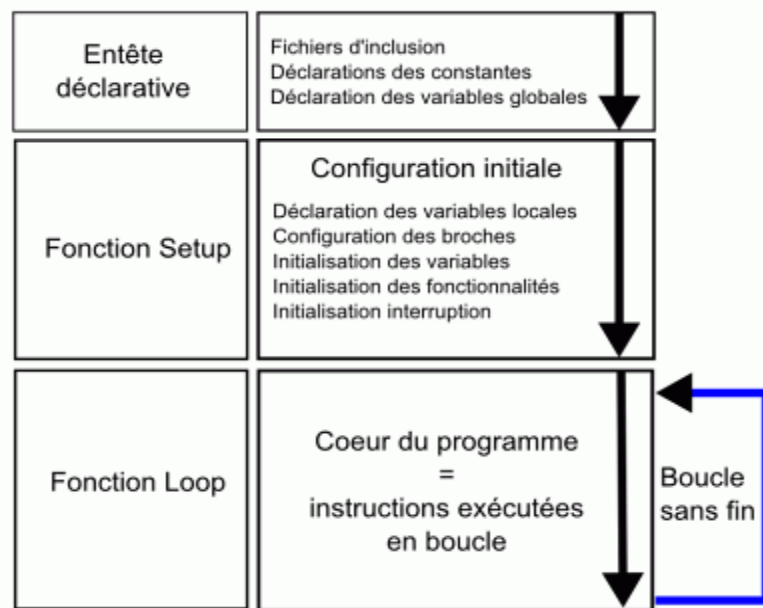 Entête
déclarative
Fichiers d'inclusion
Déclarations des constantes
Déclaration des variables globales
Fonction Setup
Configuration initiale
Déclaration des variables locales
Configuration des broches
Initialisation des variables
Initialisation des fonctionnalités
Initialisation interruption
Fonction Loop
Coeur du programme
=
instructions exécutées
en boucle
Boucle
sans fin